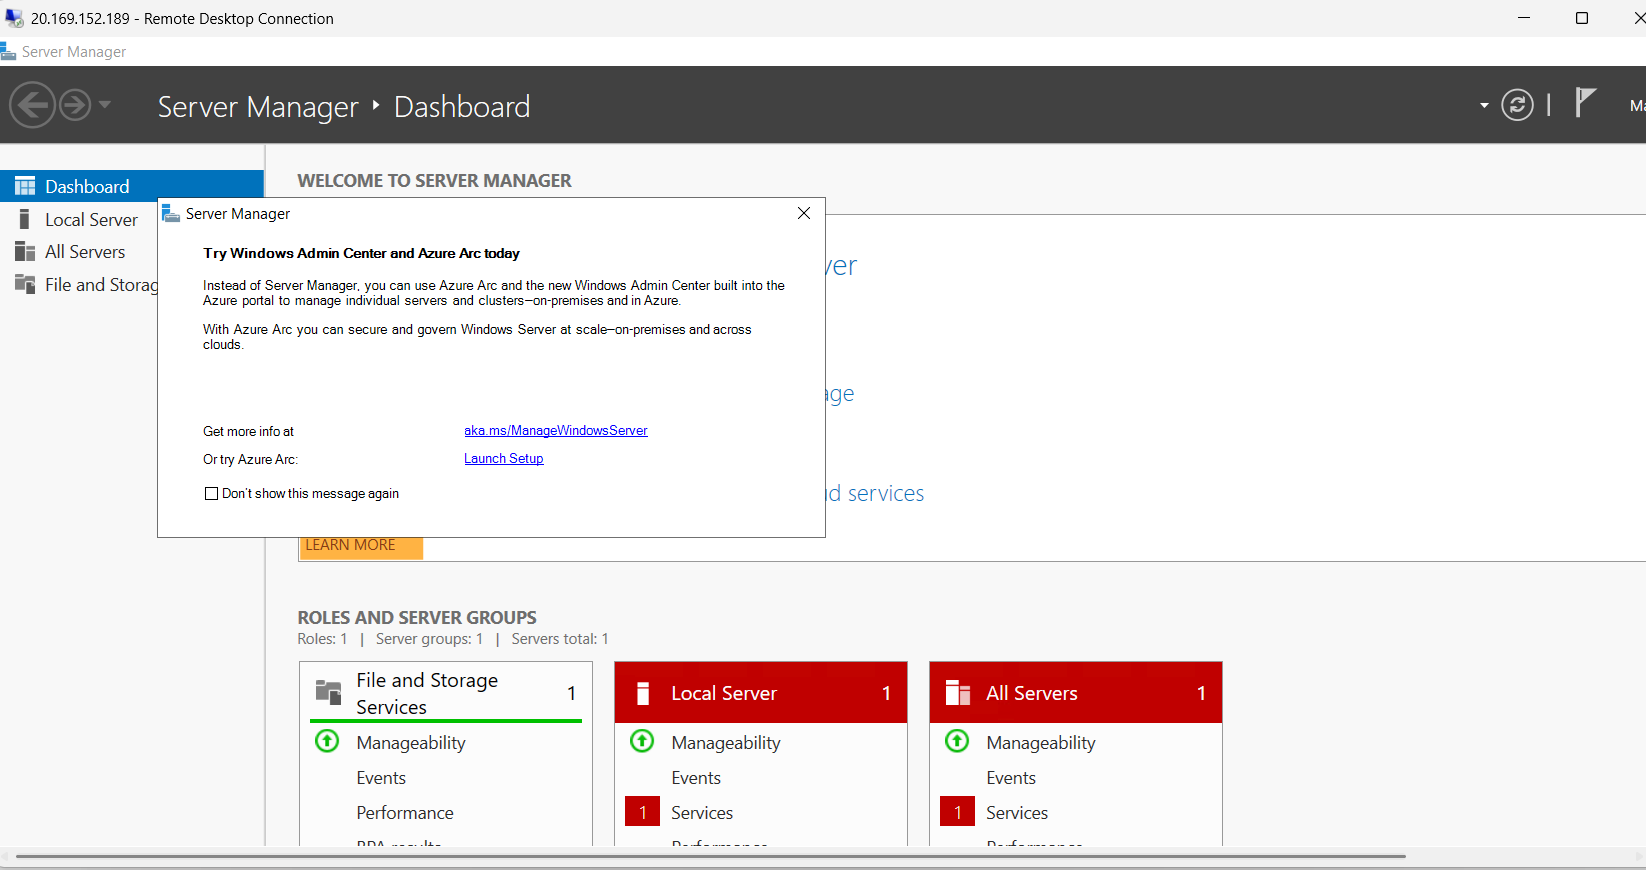 20.169.152.189 - Remote Desktop Connection
Server Manager
Server Manager ‣ Dashboard
Ma
Dashboard
Local Server
All Servers
File and Storag
WELCOME TO SERVER MANAGER
Server Manager
Try Windows Admin Center and Azure Arc today
Instead of Server Manager, you can use Azure Arc and the new Windows Admin Center built into the
Azure portal to manage individual servers and clusters—on-premises and in Azure.
With Azure Arc you can secure and govern Windows Server at scale—on-premises and across
clouds.
Get more info at aka.ms/ManageWindowsServer
Or try Azure Arc: Launch Setup
Don't show this message again
ver
age
d services
LEARN MORE
ROLES AND SERVER GROUPS
Roles: 1 | Server groups: 1 | Servers total: 1
File and Storage
Services
1
Manageability
Events
Performance
BPA results
Local Server 1
Manageability
Events
1 Services
Performance
All Servers 1
Manageability
Events
1 Services
Performance